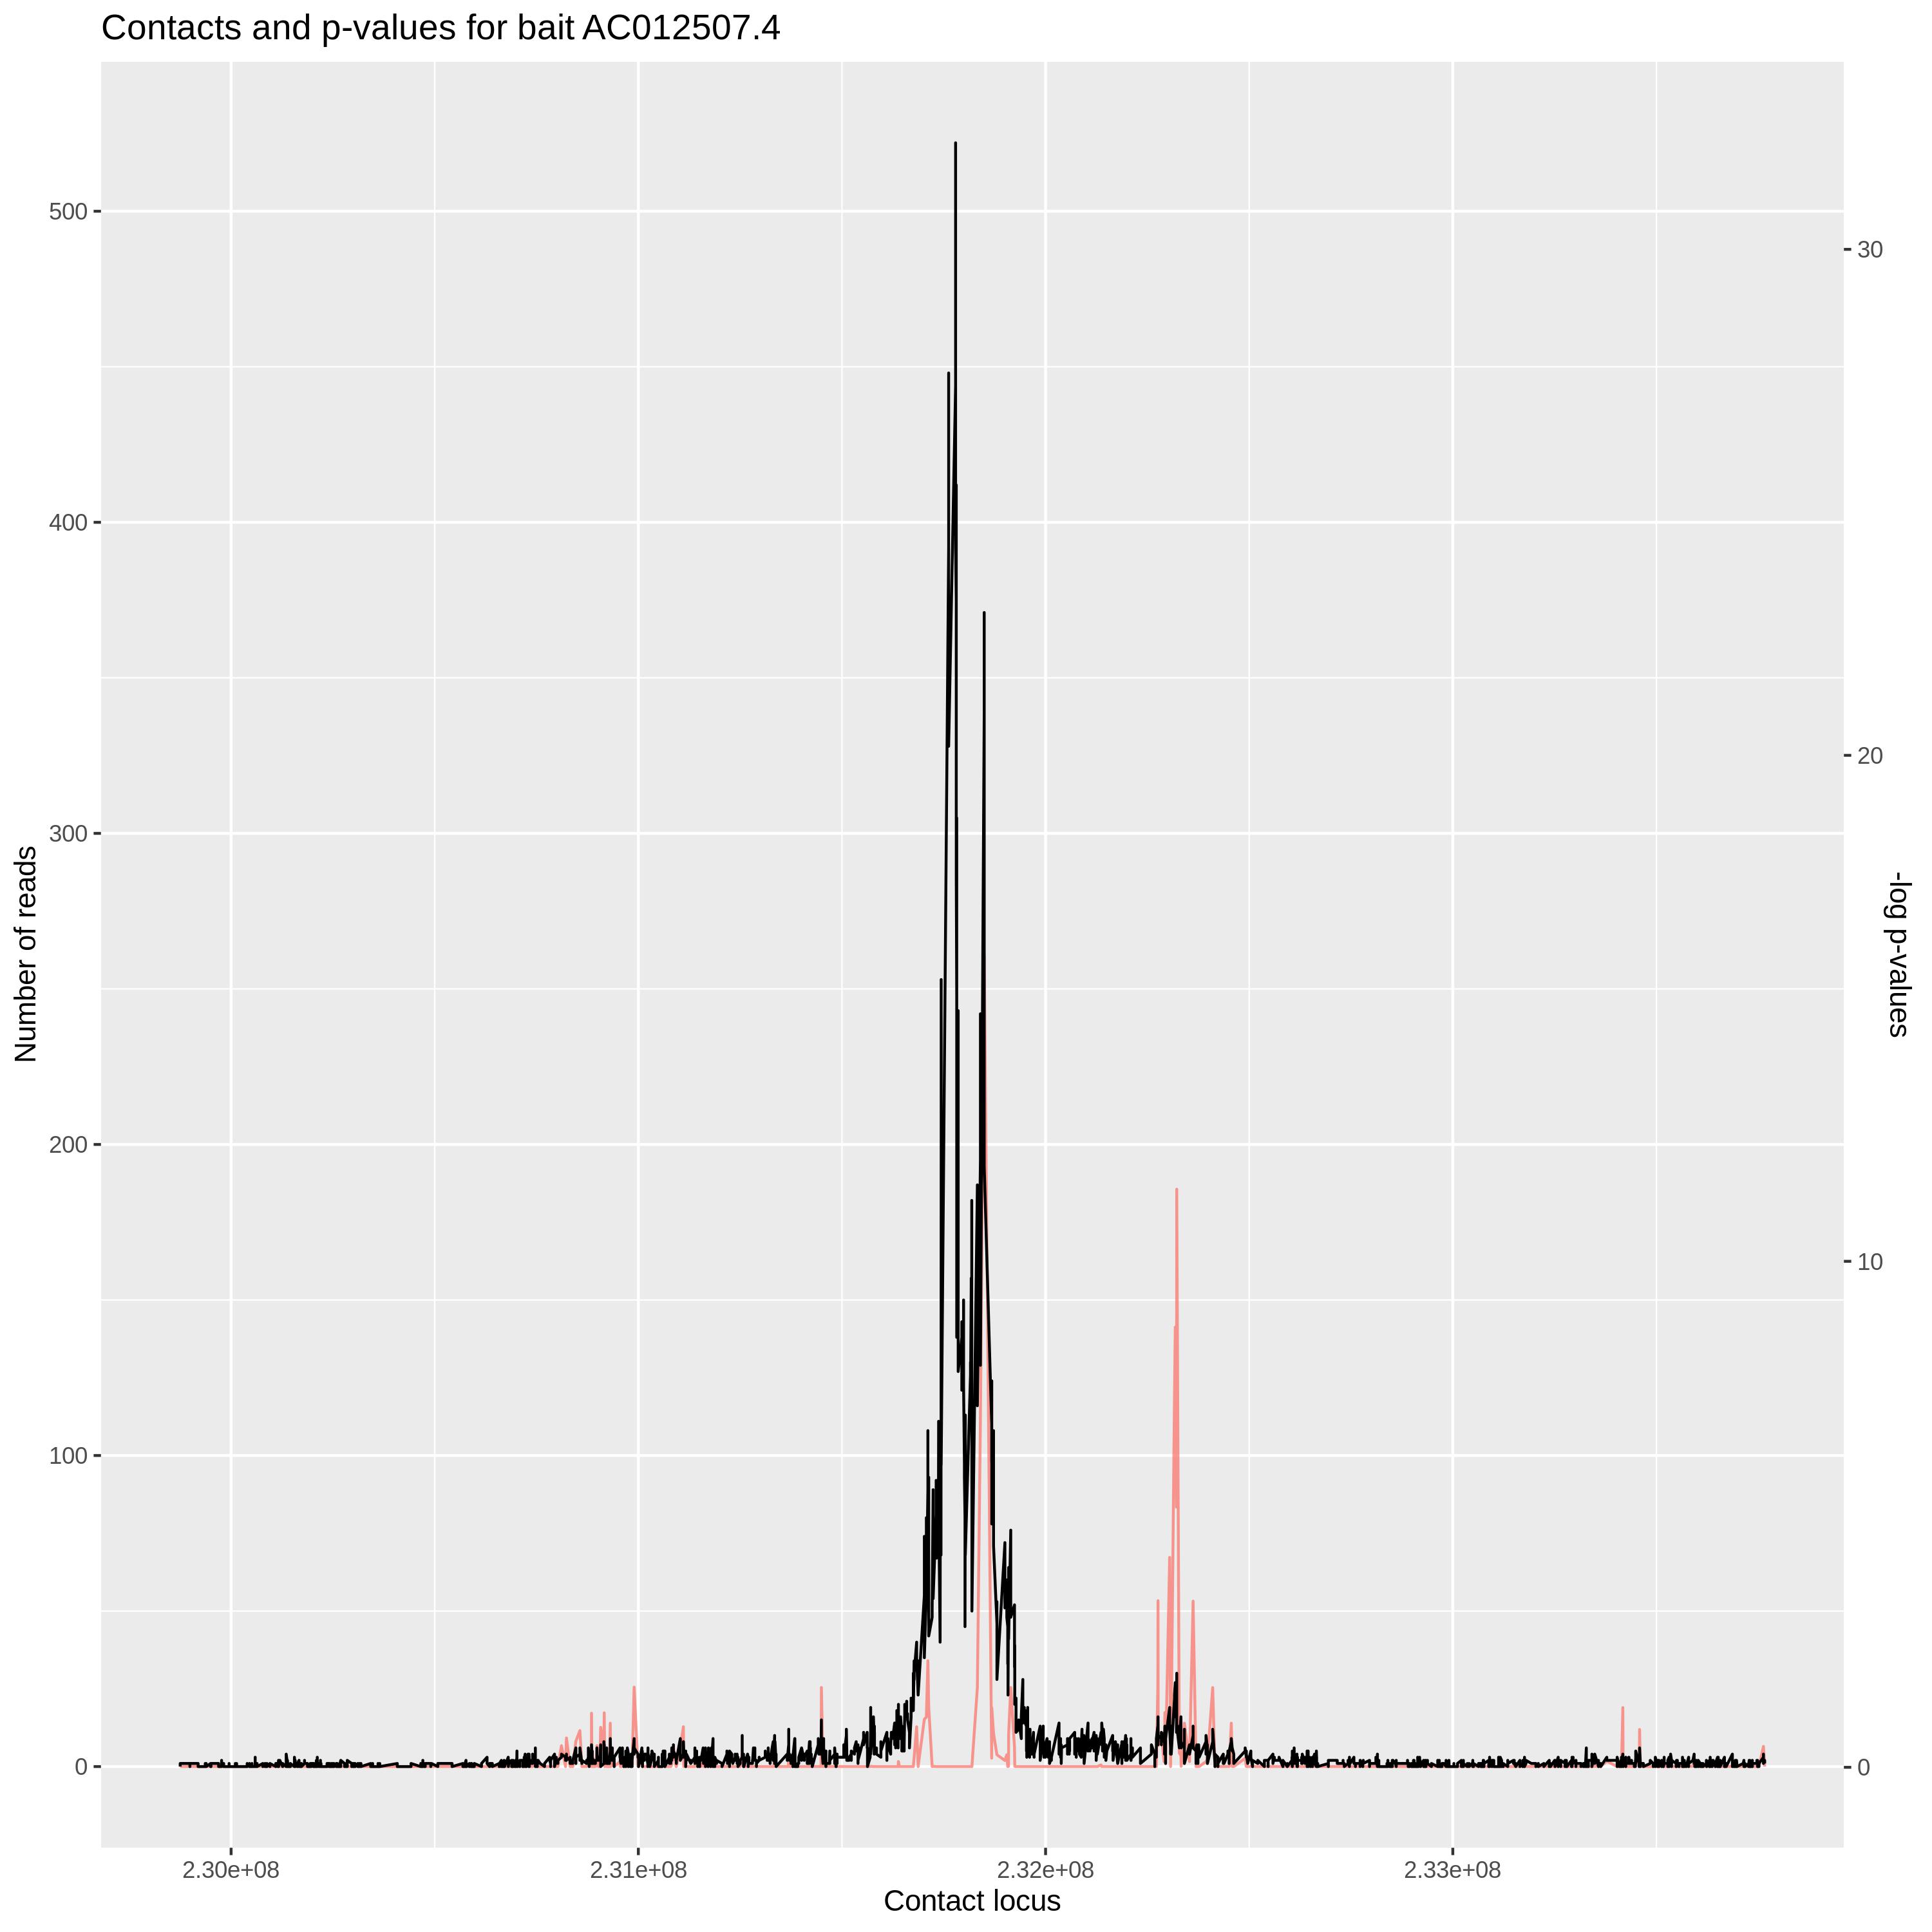 Contacts and p-values for bait AC012507.4
500
400
300
200
100
0
Number of reads
30
20
10
0
-log p-values
2.30e+08
2.31e+08
2.32e+08
2.33e+08
Contact locus